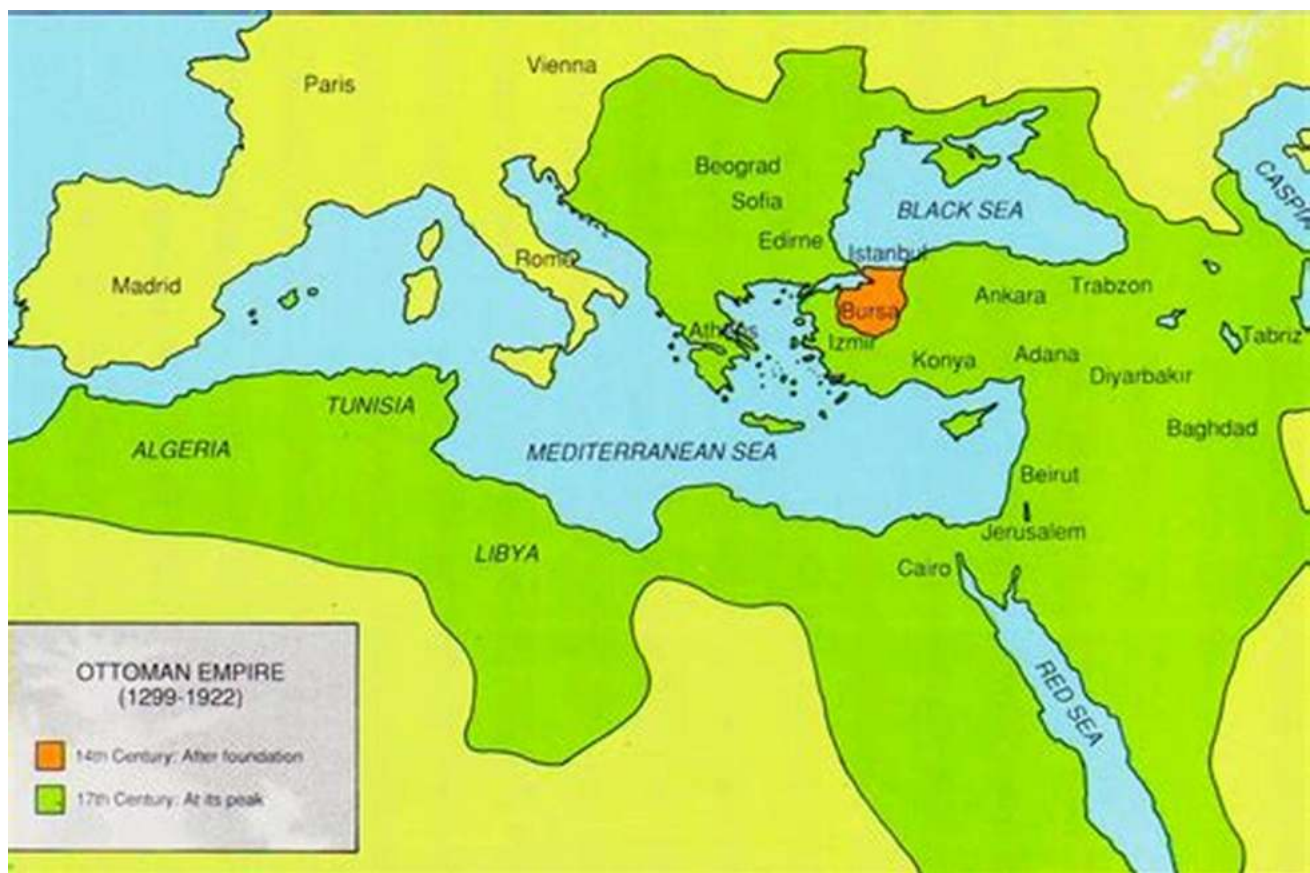 Paris
Vienna
Beograd
Sofia
BLACK SEA
CASPIA
Edirne
Istanbul
Rome
Madrid
Ankara
Trabzon
Bursa
Athens
Izmir
Tabriz
Konya
Adana
Diyarbakır
TUNISIA
Baghdad
ALGERIA
MEDITERRANEAN SEA
Beirut
Jerusalem
LIBYA
Cairo
RED SEA
OTTOMAN EMPIRE
(1299-1922)
14th Century: After foundation
17th Century: At its peak